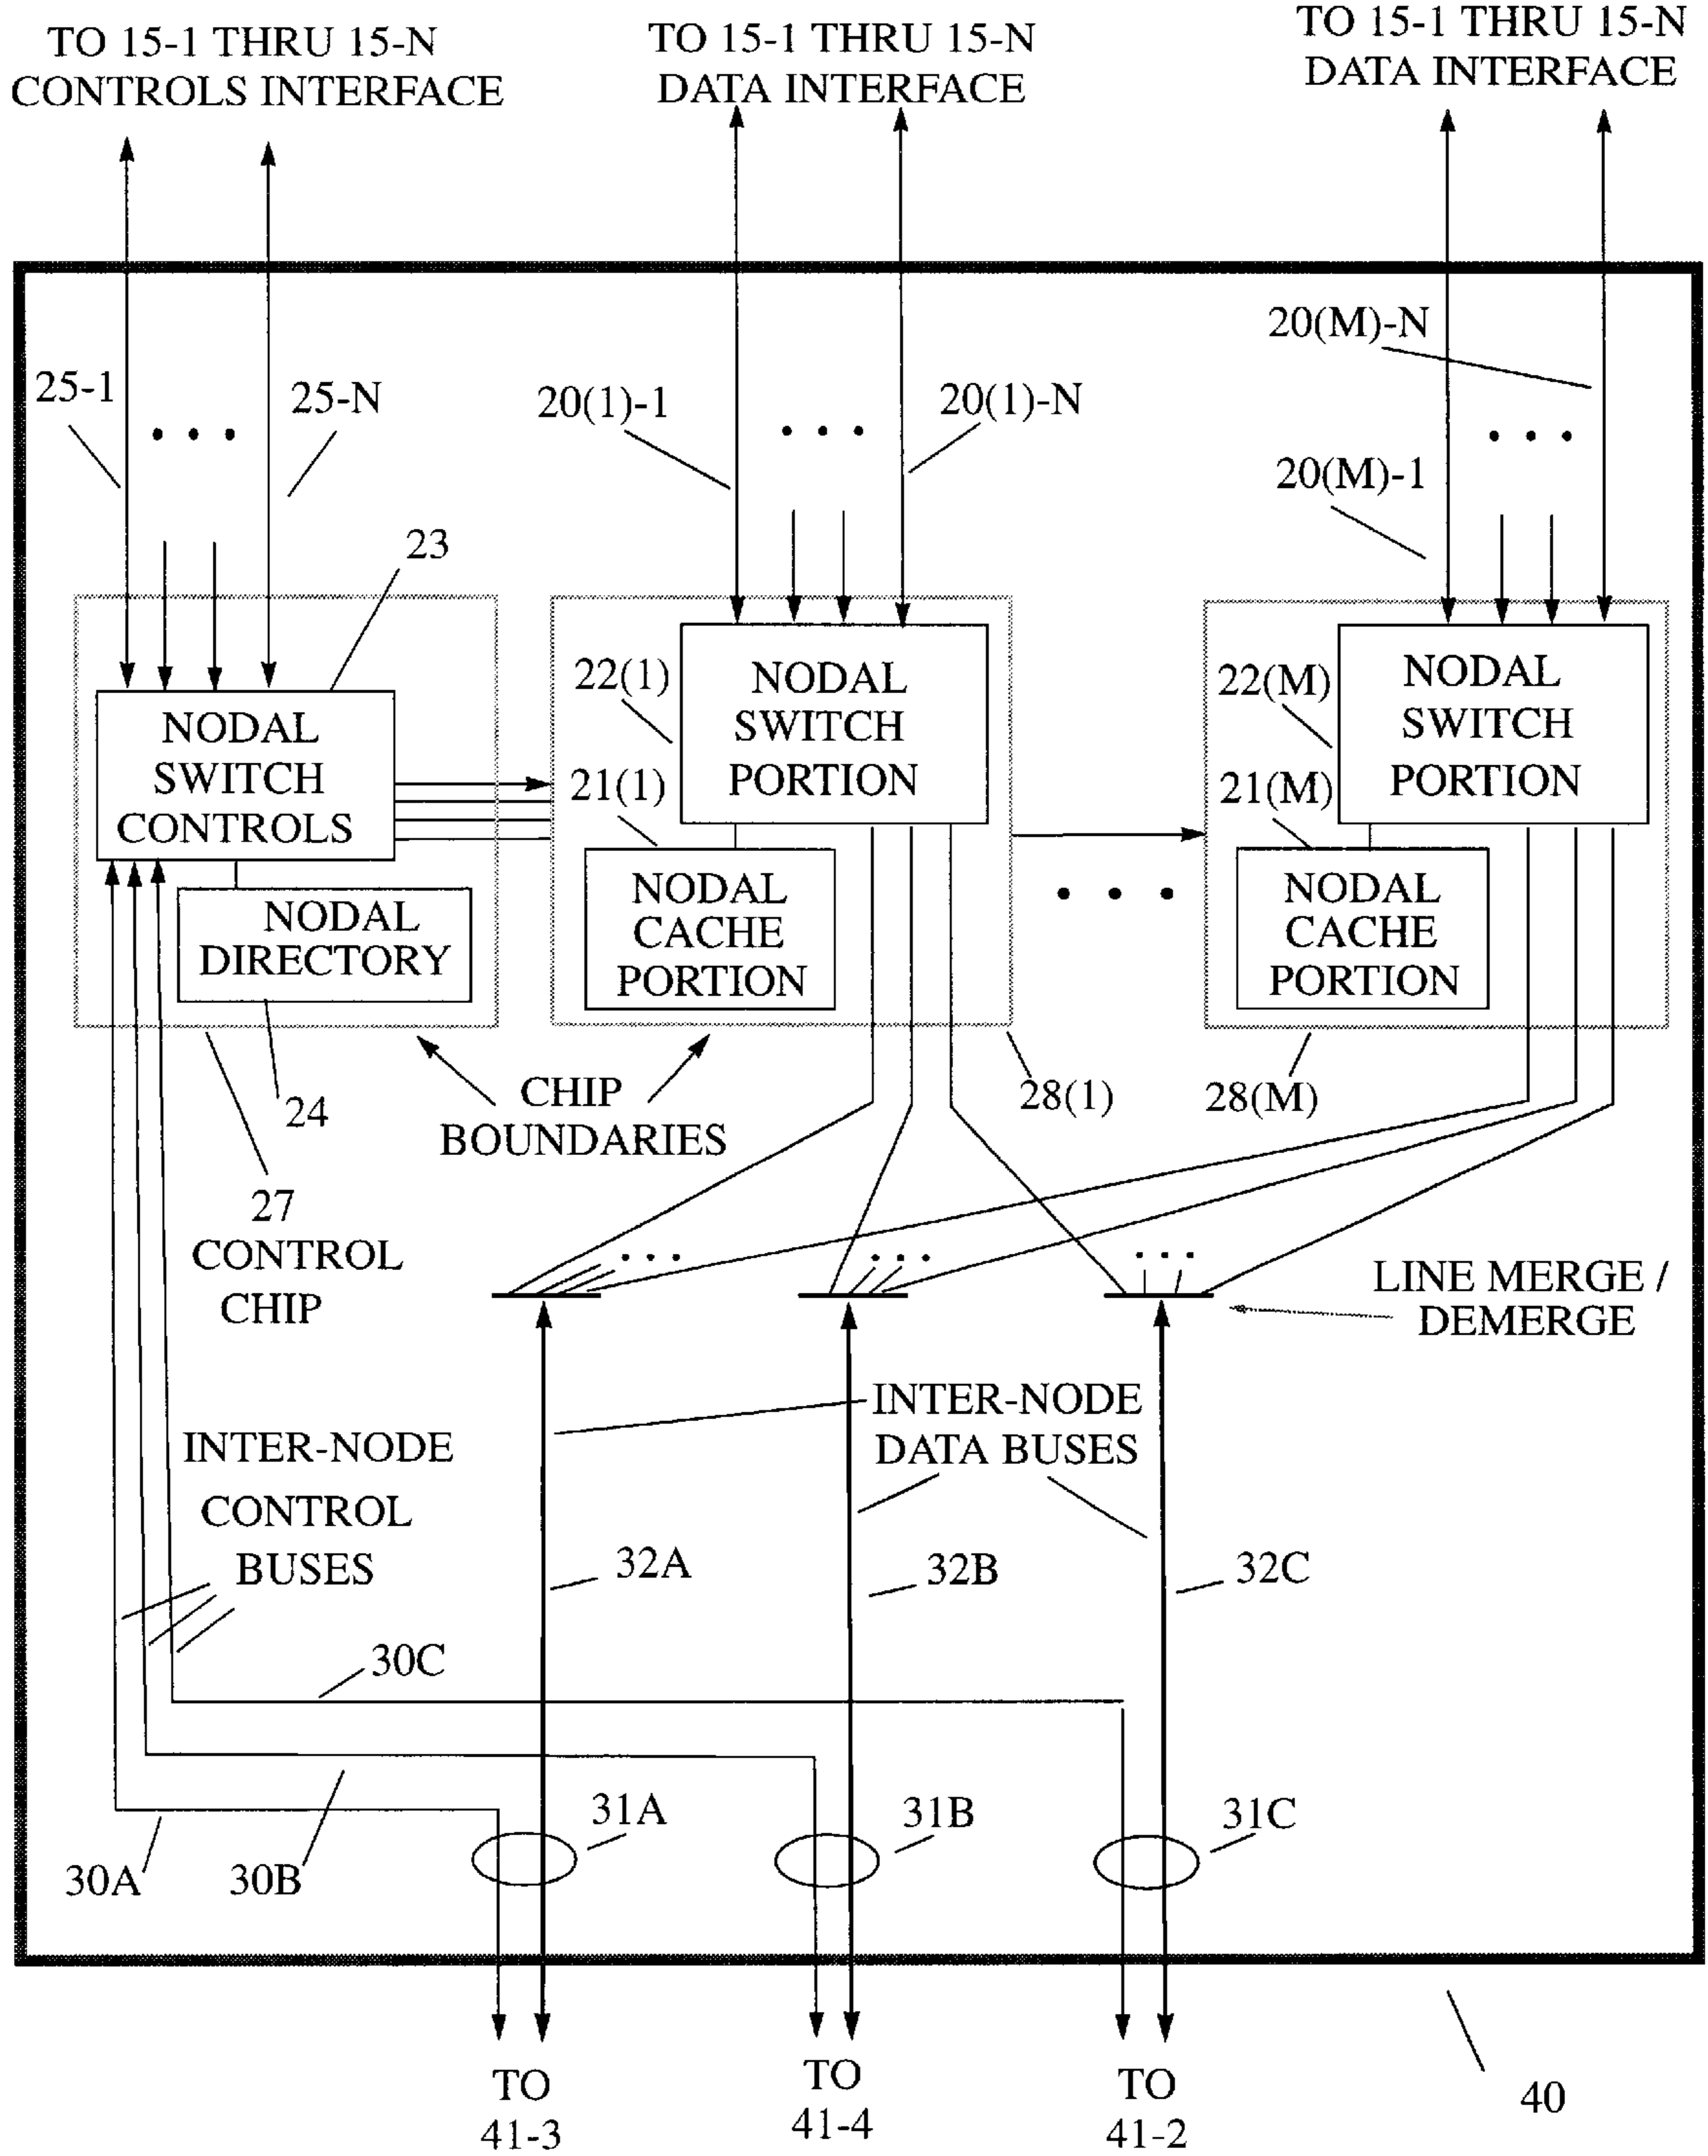 TO 15-1 THRU 15-N
CONTROLS INTERFACE
TO 15-1 THRU 15-N
DATA INTERFACE
TO 15-1 THRU 15-N
DATA INTERFACE
25-1
25-N
20(1)-1
20(1)-N
20(M)-N
20(M)-1
23
NODAL
SWITCH
CONTROLS
NODAL
DIRECTORY
22(1)
NODAL
SWITCH
PORTION
21(1)
NODAL
CACHE
PORTION
22(M)
NODAL
SWITCH
PORTION
21(M)
NODAL
CACHE
PORTION
24
CHIP
BOUNDARIES
28(1)
28(M)
27
CONTROL
CHIP
LINE MERGE /
DEMERGE
INTER-NODE
DATA BUSES
INTER-NODE
CONTROL
BUSES
32A
32B
32C
30C
30A
30B
31A
31B
31C
TO
41-3
TO
41-4
TO
41-2
40